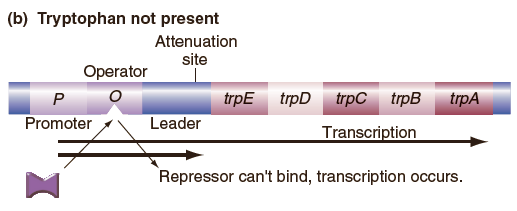 (b) Tryptophan not present
Attenuation
site
Operator
P O trpE trpD trpC trpB trpA
Promoter Leader
Transcription
Repressor can't bind, transcription occurs.